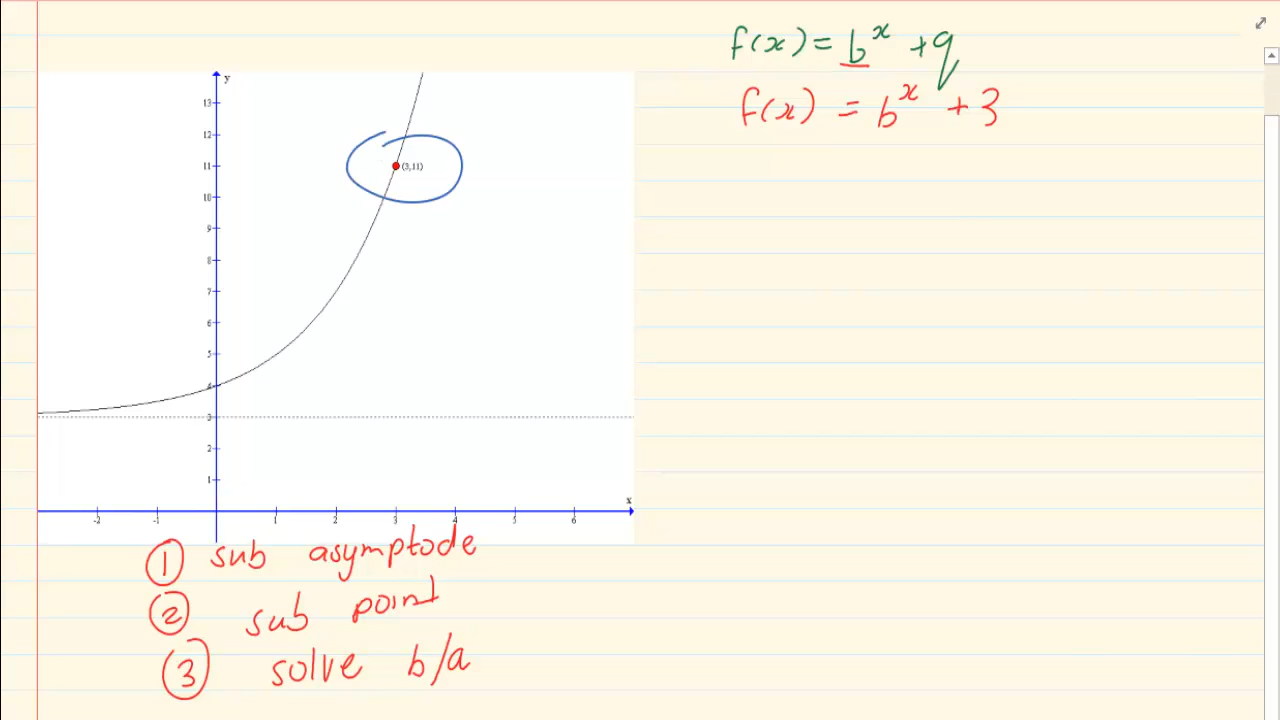 f(x) = b^x + q
f(x) = b^x + 3
y
13
12
11
(3,11)
10
9
8
7
6
5
4
3
2
1
x
-2 -1 1 2 3 4 5 6
① sub asymptode
② sub point
③ solve b/a